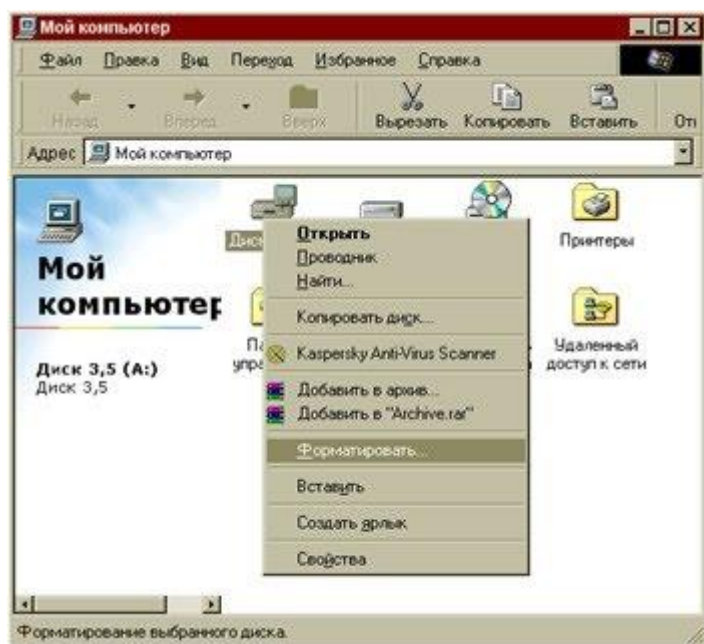 Мой компьютер
Файл Правка Вид Переход Избранное Справка
Назад Вперед Вверх Вырезать Копировать Вставить
Адрес Мой компьютер
Мой
компьютер
Диск 3,5 (A:)
Диск 3,5
Диск
Открыть
Проводник
Найти...
Копировать диск...
Kaspersky Anti-Virus Scanner
Добавить в архив...
Добавить в "Archive.rar"
Форматировать...
Вставить
Создать ярлык
Свойства
Принтеры
Удаленный
доступ к сети
Форматирование выбранного диска.